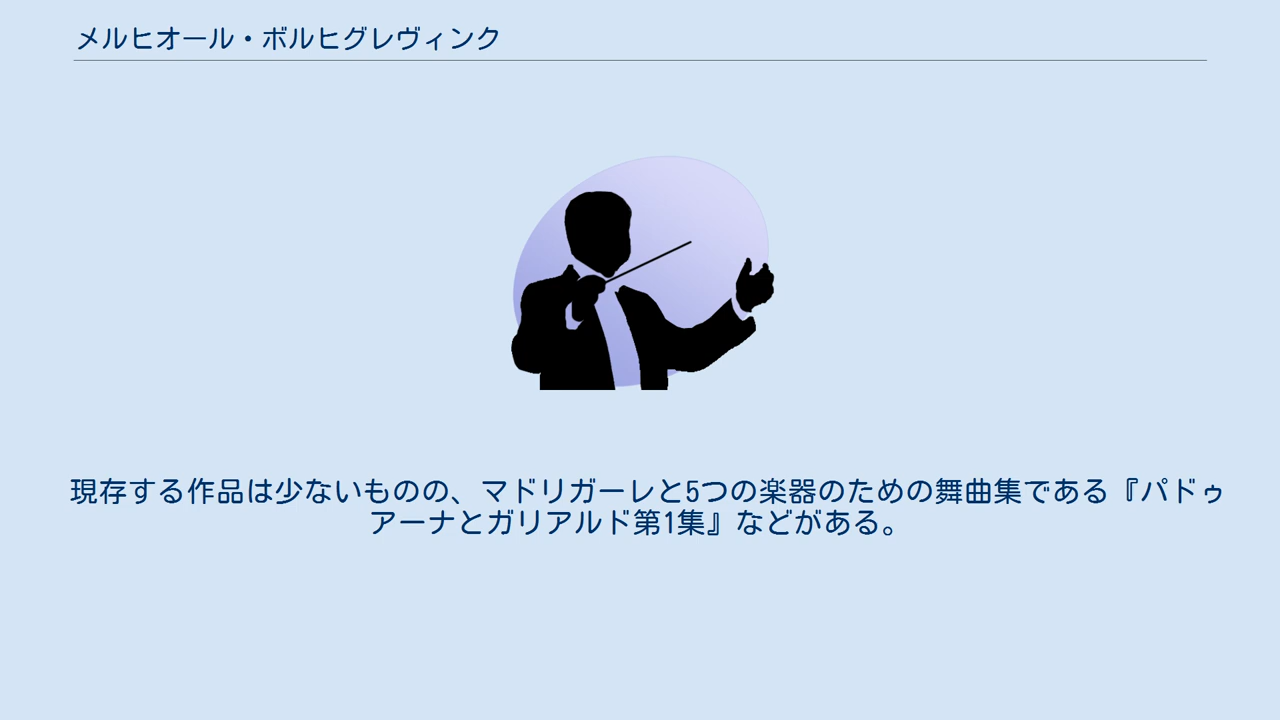 メルヒオール・ボルヒグレヴィンク
現存する作品は少ないものの、マドリガーレと5つの楽器のための舞曲集である『パドゥ
アーナとガリアルド第1集』などがある。